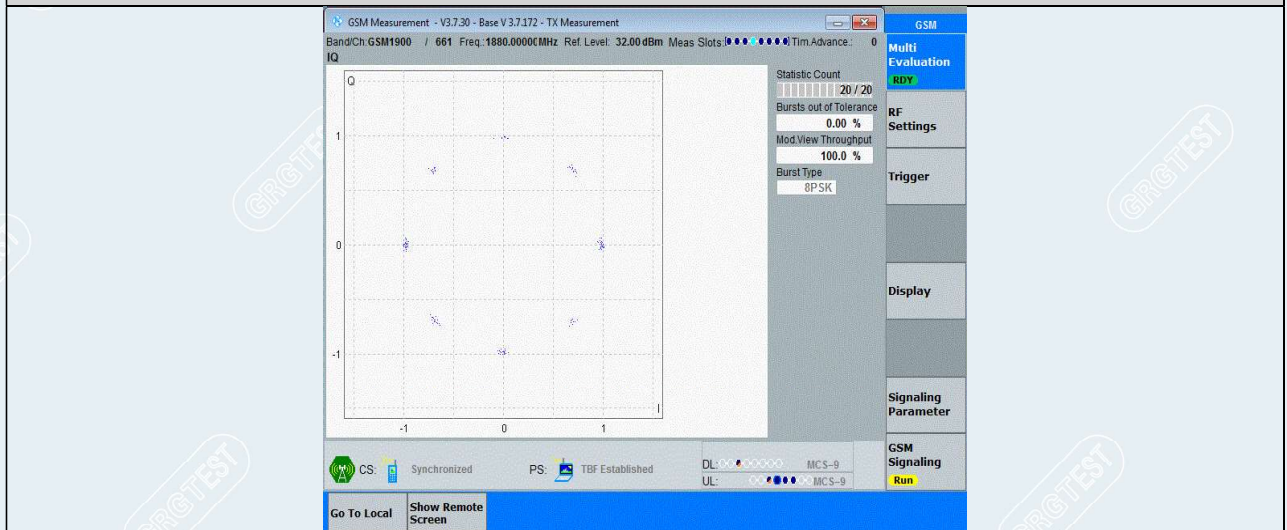 GSM Measurement - V3.7.30 - Base V 3.7.172 - TX Measurement
GSM
Band/Ch:GSM1900 / 661 Freq.:1880.00000MHz Ref. Level: 32.00 dBm Meas Slots: Tim.Advance.: 0
IQ
Multi
Evaluation
RDY
Q
Statistic Count
20 / 20
Bursts out of Tolerance
0.00 %
Mod.View Throughput
100.0 %
Burst Type
8PSK
RF
Settings
Trigger
Display
1
0
-1
I
-1 0 1
Signaling
Parameter
GSM
Signaling
Run
CS: Synchronized PS: TBF Established DL: MCS-9
UL: MCS-9
Go To Local
Show Remote
Screen
GRGTEST
GRGTEST
GRGTEST
GRGTEST